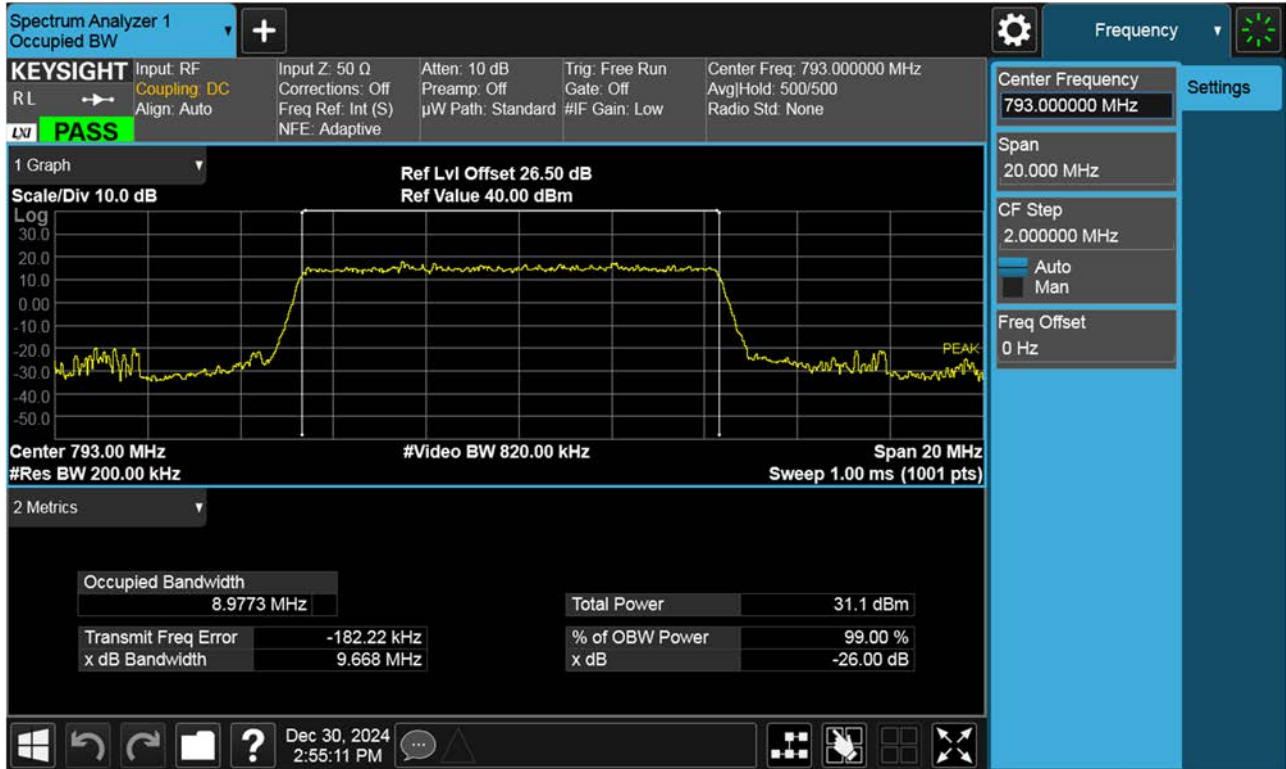 Spectrum Analyzer 1
Occupied BW
Frequency
KEYSIGHT
RL
LXI
PASS
Input: RF
Coupling: DC
Align: Auto
Input Z: 50 Ω
Corrections: Off
Freq Ref: Int (S)
NFE: Adaptive
Atten: 10 dB
Preamp: Off
µW Path: Standard
Trig: Free Run
Gate: Off
#IF Gain: Low
Center Freq: 793.000000 MHz
Avg|Hold: 500/500
Radio Std: None
Center Frequency
793.000000 MHz
Settings
Span
20.000 MHz
CF Step
2.000000 MHz
Auto
Man
Freq Offset
0 Hz
1 Graph
Scale/Div 10.0 dB
Ref Lvl Offset 26.50 dB
Ref Value 40.00 dBm
Log
30.0
20.0
10.0
0.00
-10.0
-20.0
-30.0
-40.0
-50.0
PEAK
Center 793.00 MHz
#Video BW 820.00 kHz
Span 20 MHz
#Res BW 200.00 kHz
Sweep 1.00 ms (1001 pts)
2 Metrics
Occupied Bandwidth
8.9773 MHz
Total Power 31.1 dBm
Transmit Freq Error -182.22 kHz
% of OBW Power 99.00 %
x dB Bandwidth 9.668 MHz
x dB -26.00 dB
Dec 30, 2024
2:55:11 PM